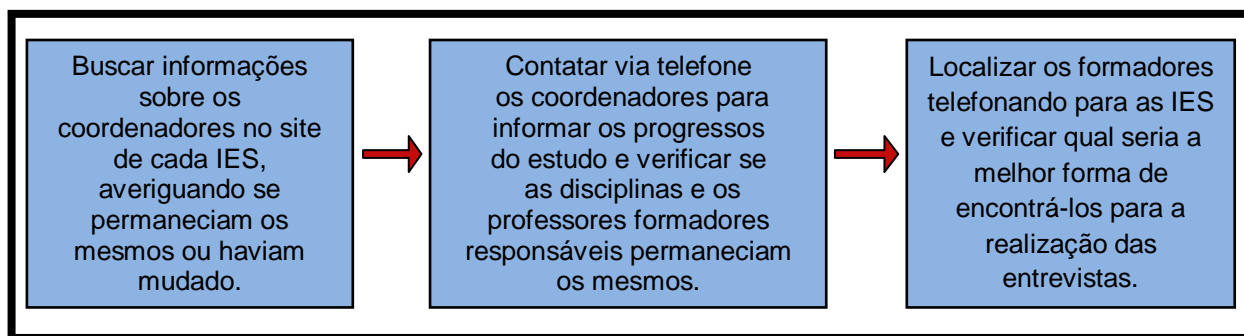 Buscar informações
sobre os
coordenadores no site
de cada IES,
averiguando se
permaneciam os
mesmos ou haviam
mudado.
Contatar via telefone
os coordenadores para
informar os progressos
do estudo e verificar se
as disciplinas e os
professores formadores
responsáveis permaneciam
os mesmos.
Localizar os formadores
telefonando para as IES
e verificar qual seria a
melhor forma de
encontrá-los para a
realização das
entrevistas.